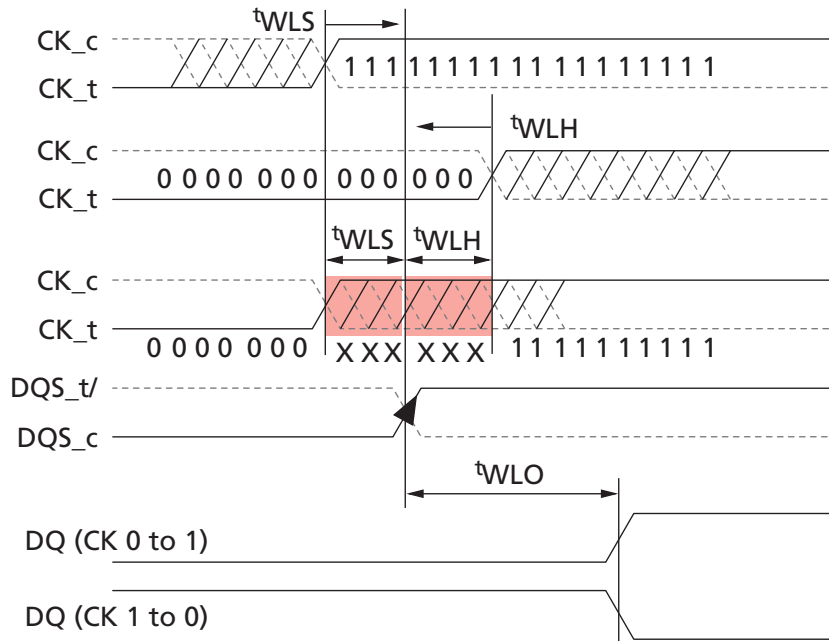 tWLS
CK_c
1 1 1 1 1 1 1 1 1 1 1 1 1 1 1 1 1
CK_t
tWLH
CK_c
0 0 0 0 0 0 0 0 0 0 0 0 0
CK_t
tWLS tWLH
CK_c
CK_t
0 0 0 0 0 0 0 X X X X X X 1 1 1 1 1 1 1 1 1
DQS_t/
DQS_c
tWLO
DQ (CK 0 to 1)
DQ (CK 1 to 0)